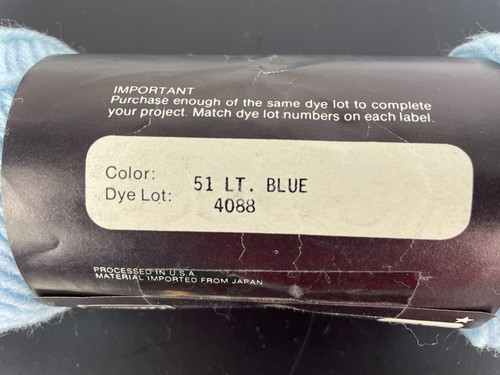 IMPORTANT
Purchase enough of the same dye lot to complete
your project. Match dye lot numbers on each label.
Color: 51 LT. BLUE
Dye Lot: 4088
PROCESSED IN U.S.A.
MATERIAL IMPORTED FROM JAPAN